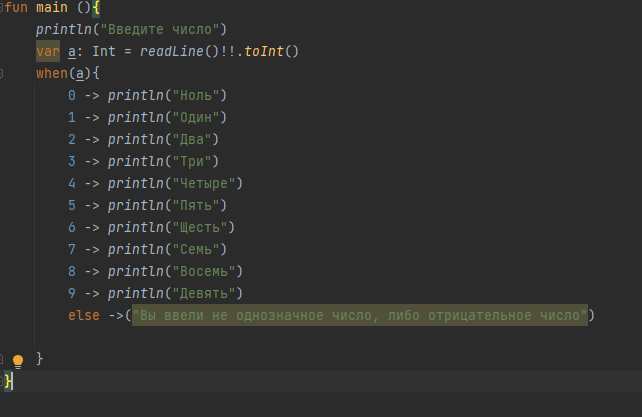 fun main (){
println("Введите число")
var a: Int = readLine()!!.toInt()
when(a){
0 -> println("Ноль")
1 -> println("Один")
2 -> println("Два")
3 -> println("Три")
4 -> println("Четыре")
5 -> println("Пять")
6 -> println("Щесть")
7 -> println("Семь")
8 -> println("Восемь")
9 -> println("Девять")
else ->("Вы ввели не однозначное число, либо отрицательное число")
}
}